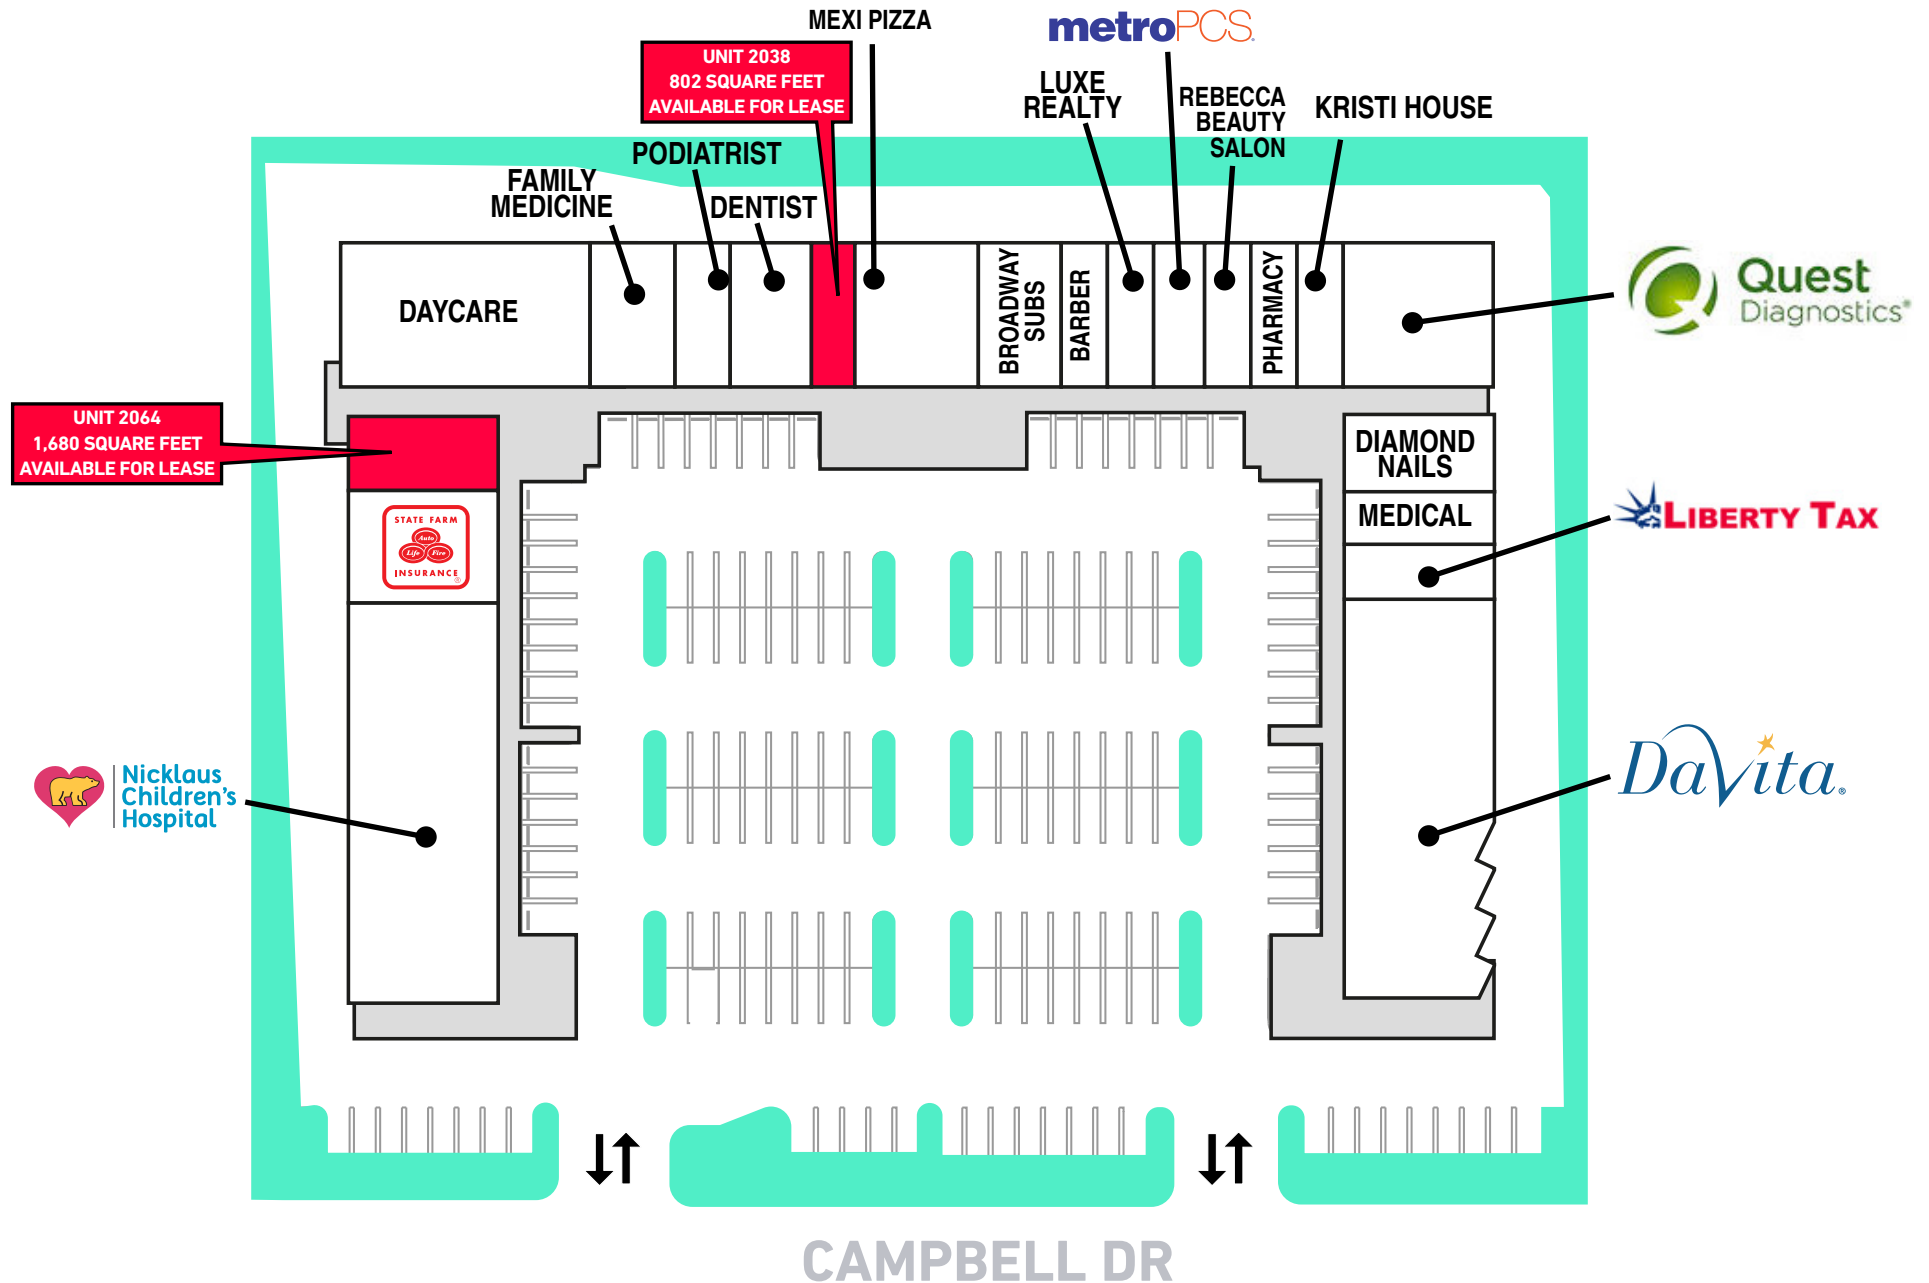 MEXI PIZZA
metroPCS.
UNIT 2038
802 SQUARE FEET
AVAILABLE FOR LEASE
LUXE
REALTY
REBECCA
BEAUTY
SALON
KRISTI HOUSE
PODIATRIST
FAMILY
MEDICINE
DENTIST
DAYCARE
BROADWAY
SUBS
BARBER
PHARMACY
Quest
Diagnostics®
UNIT 2064
1,680 SQUARE FEET
AVAILABLE FOR LEASE
DIAMOND
NAILS
MEDICAL
LIBERTY TAX
STATE FARM
Auto
Life Fire
INSURANCE®
Nicklaus
Children's
Hospital
DaVita®
CAMPBELL DR